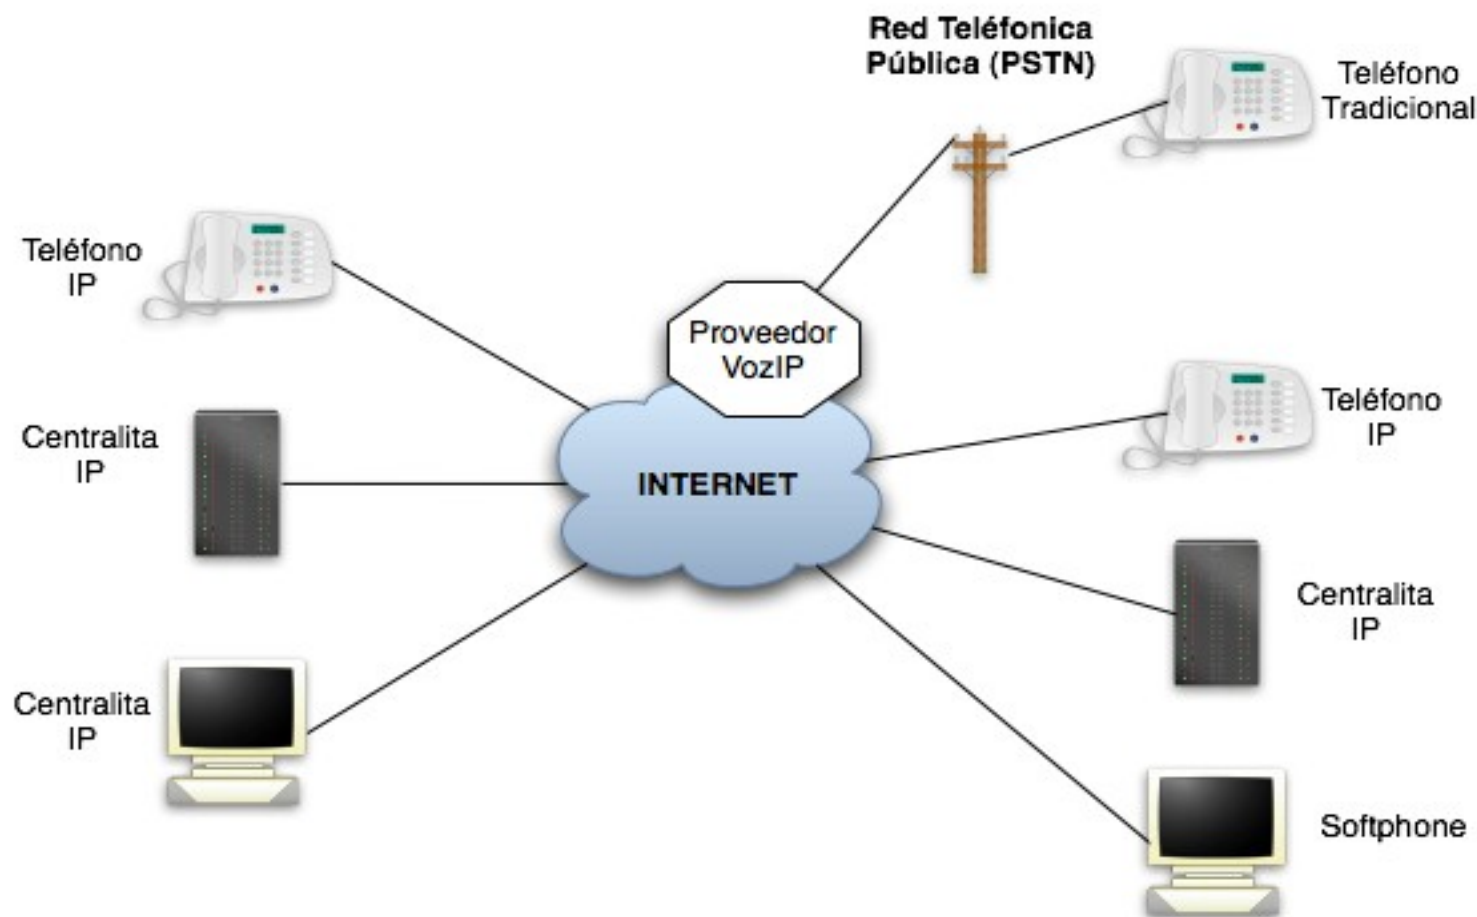 Red Teléfonica
Pública (PSTN)
Teléfono
Tradicional
Teléfono
IP
Proveedor
VozIP
Teléfono
IP
Centralita
IP
INTERNET
Centralita
IP
Centralita
IP
Softphone